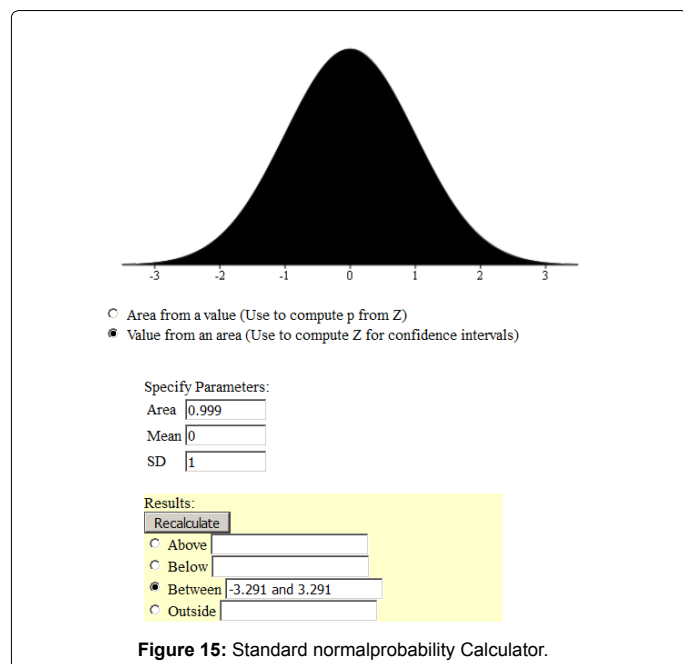 -3 -2 -1 0 1 2 3
Area from a value (Use to compute p from Z)
Value from an area (Use to compute Z for confidence intervals)
Specify Parameters:
Area 0.999
Mean 0
SD 1
Results:
Recalculate
Above
Below
Between -3.291 and 3.291
Outside
Figure 15: Standard normalprobability Calculator.